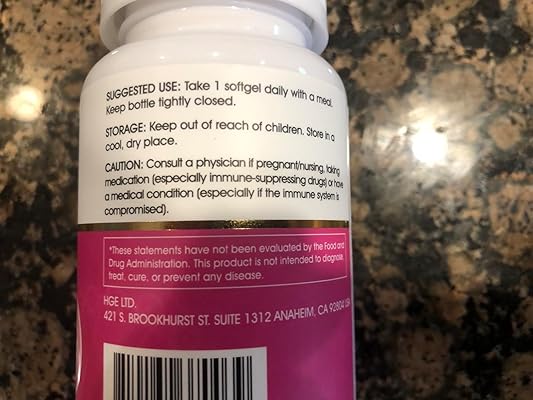 SUGGESTED USE: Take 1 softgel daily with a meal.
Keep bottle tightly closed.
STORAGE: Keep out of reach of children. Store in a
cool, dry place.
CAUTION: Consult a physician if pregnant/nursing, taking
medication (especially immune-suppressing drugs) or have
a medical condition (especially if the immune system is
compromised).
*These statements have not been evaluated by the Food and
Drug Administration. This product is not intended to diagnose,
treat, cure, or prevent any disease.
HGE LTD.
421 S. BROOKHURST ST. SUITE 1312 ANAHEIM, CA 92804 USA